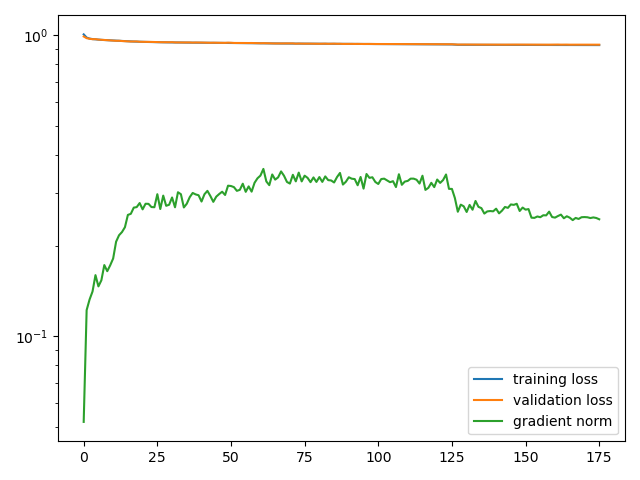 10⁰
10⁻¹
0 25 50 75 100 125 150 175
training loss
validation loss
gradient norm